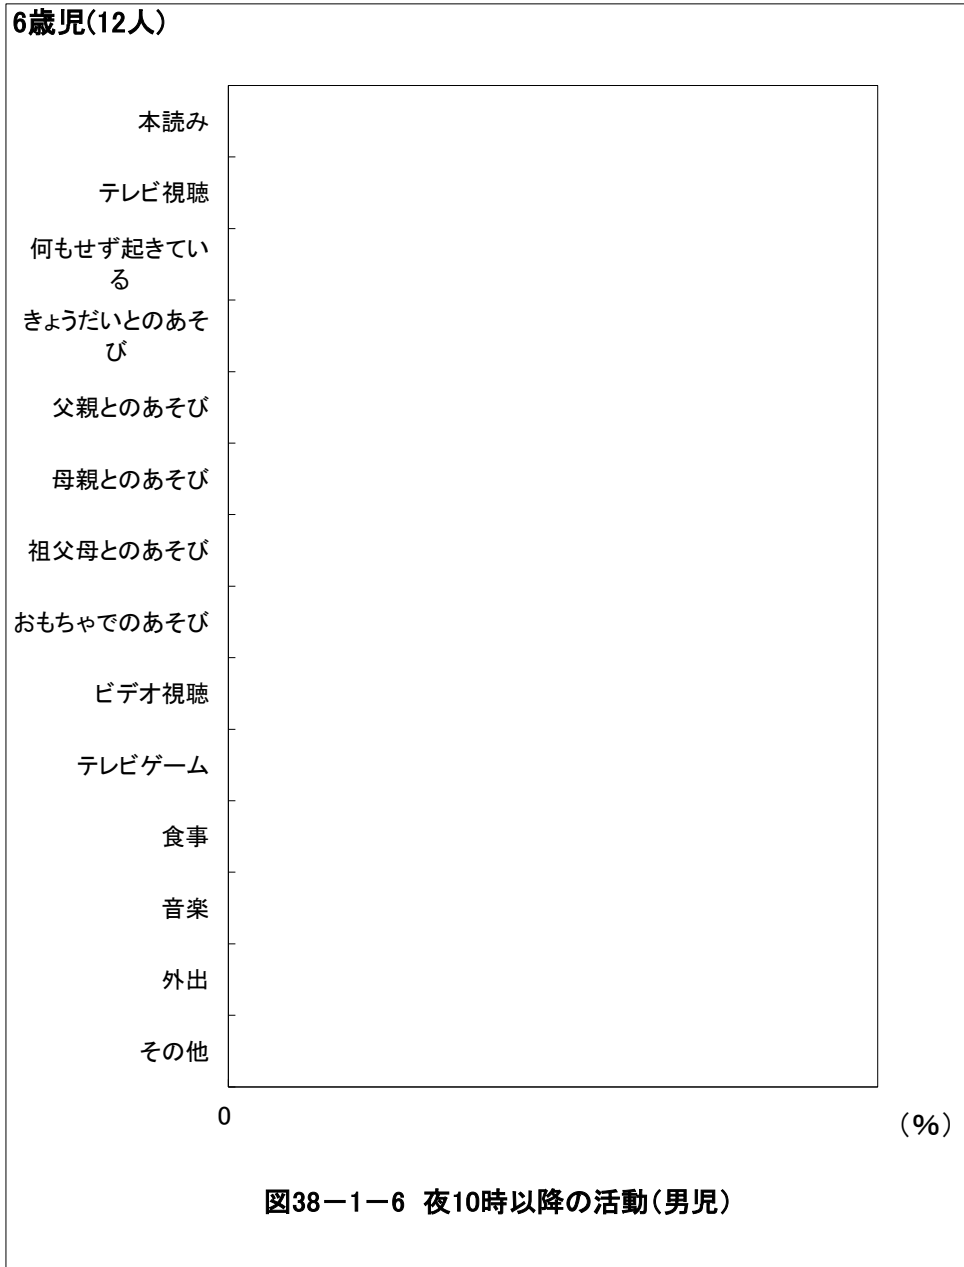 6歳児(12人)
本読み
テレビ視聴
何もせず起きてい
る
きょうだいとのあそ
び
父親とのあそび
母親とのあそび
祖父母とのあそび
おもちゃでのあそび
ビデオ視聴
テレビゲーム
食事
音楽
外出
その他
0
（%）
図38－1－6 夜10時以降の活動(男児)